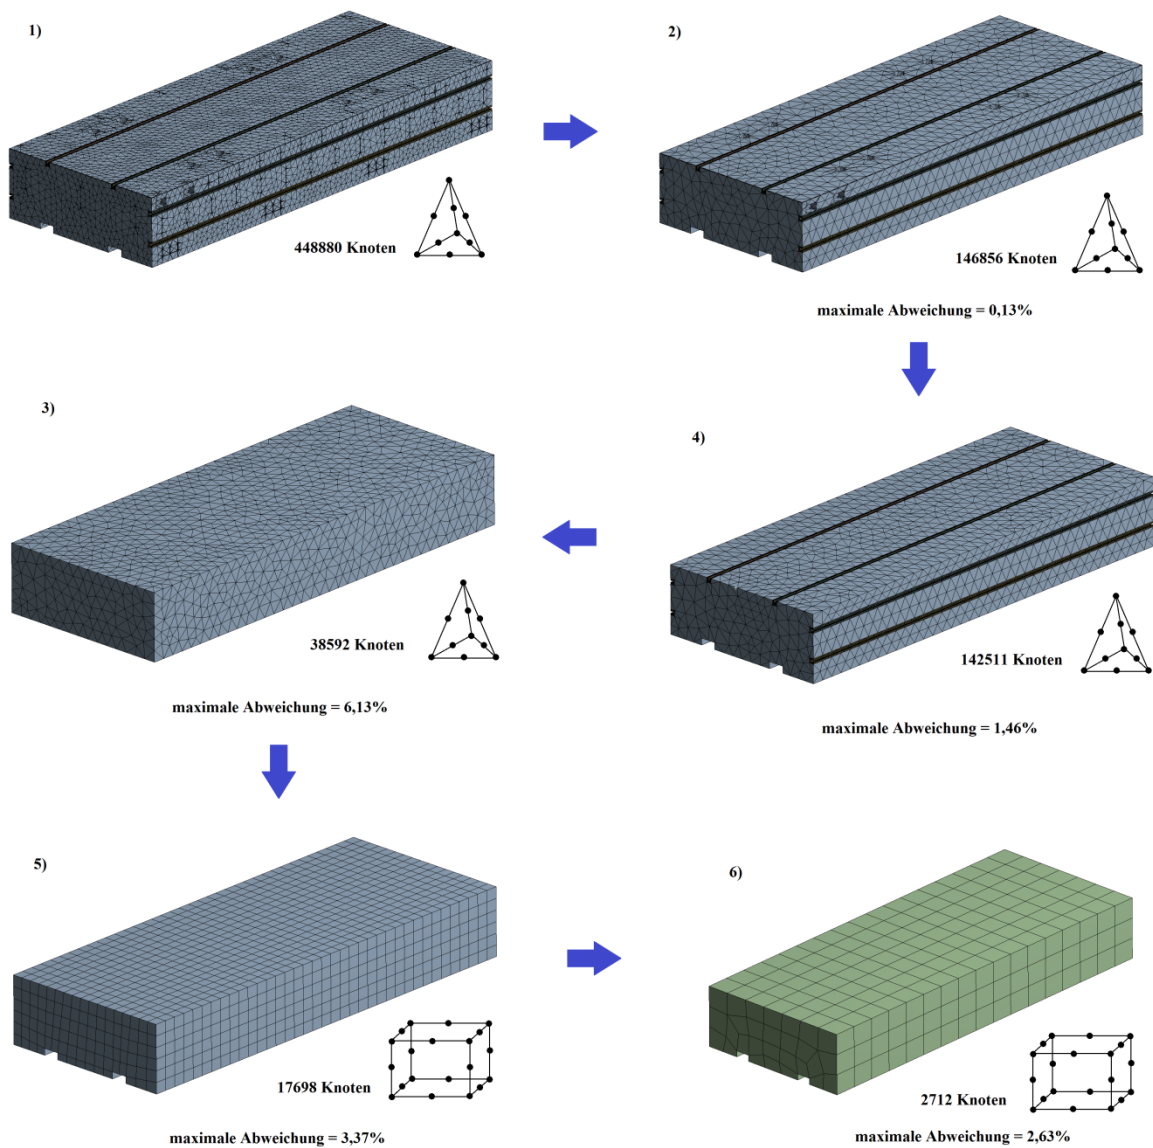 1)
448880 Knoten
2)
146856 Knoten
maximale Abweichung = 0,13%
3)
38592 Knoten
maximale Abweichung = 6,13%
4)
142511 Knoten
maximale Abweichung = 1,46%
5)
17698 Knoten
maximale Abweichung = 3,37%
6)
2712 Knoten
maximale Abweichung = 2,63%